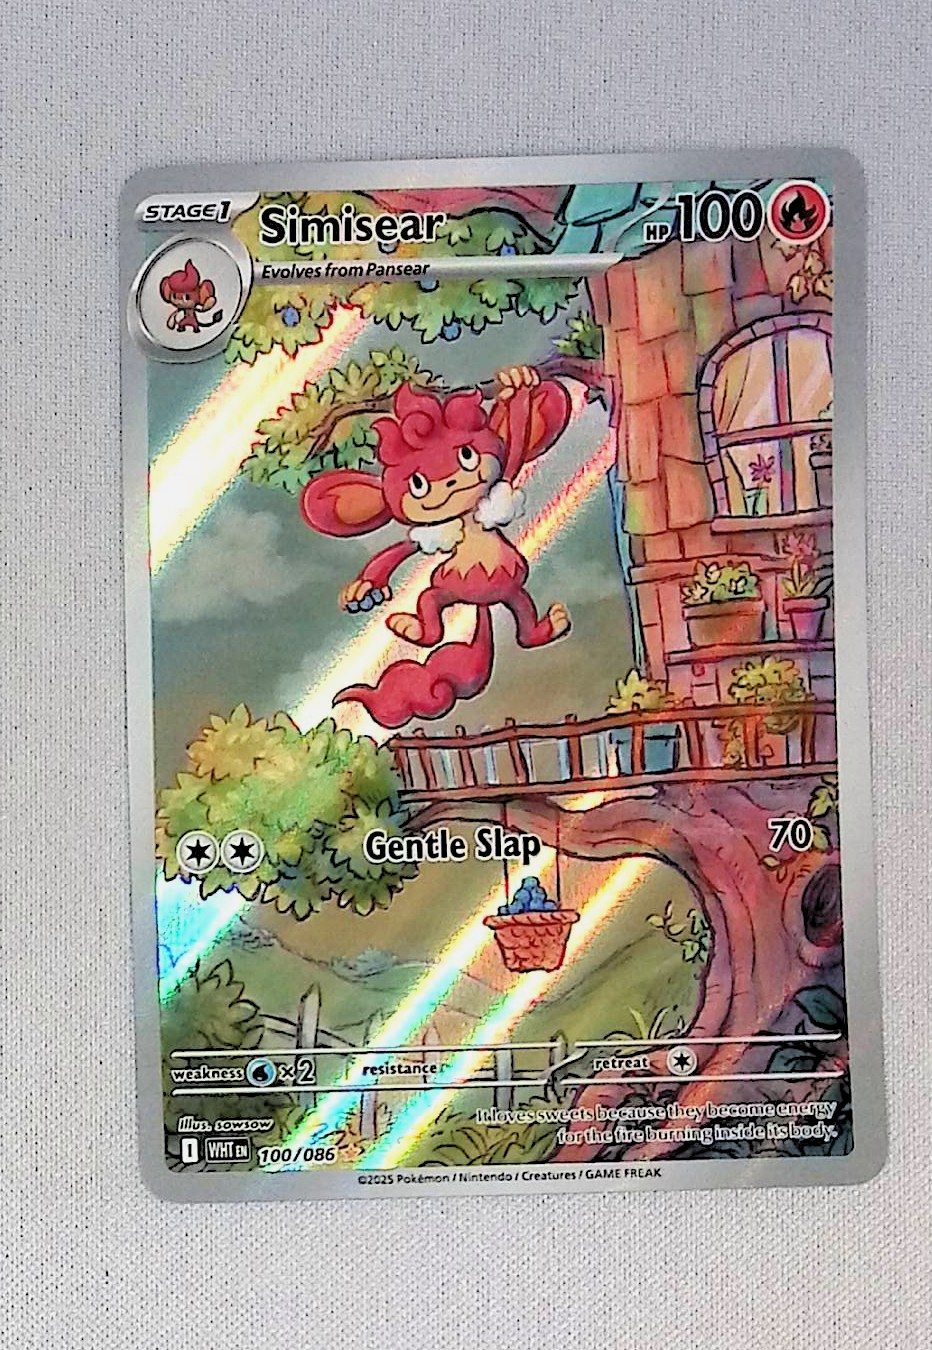 STAGE1 Simisear HP 100
Evolves from Pansear
Gentle Slap 70
weakness ×2 resistance retreat
Illus. sowsow
It loves sweets because they become energy
for the fire burning inside its body.
I WHT EN 100/086
©2025 Pokémon / Nintendo / Creatures / GAME FREAK